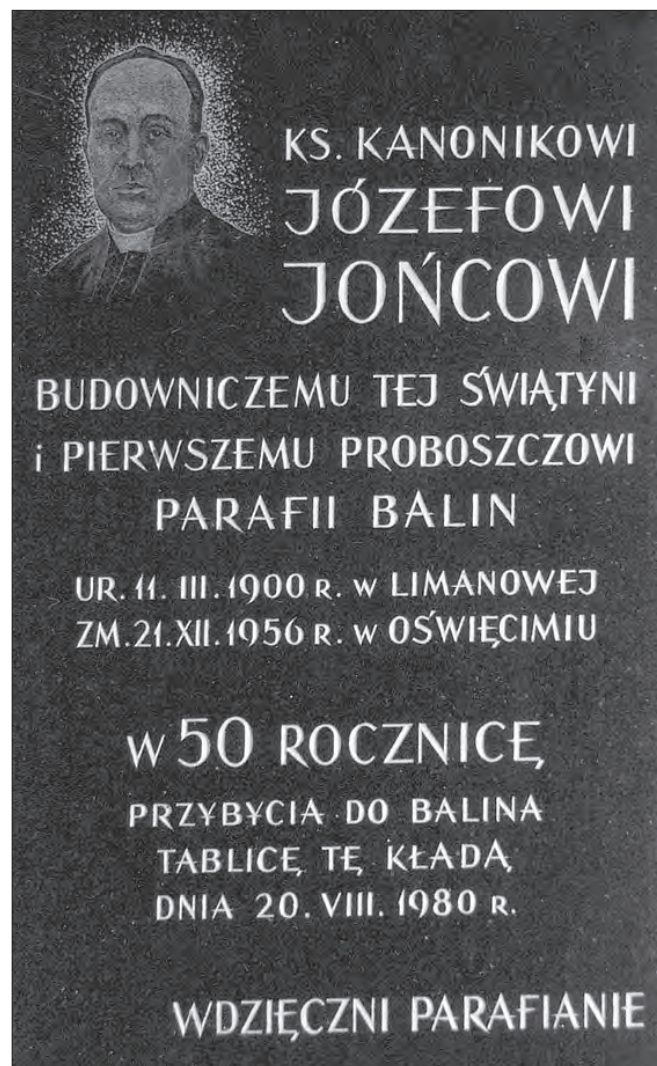 KS. KANONIKOWI
JÓZEFOWI
JOŃCOWI
BUDOWNICZEMU TEJ ŚWIĄTYNI
i PIERWSZEMU PROBOSZCZOWI
PARAFII BALIN
UR. 11. III. 1900 R. w LIMANOWEJ
ZM. 21. XII. 1956 R. w OŚWIĘCIMIU
W 50 ROCZNICĘ
PRZYBYCIA DO BALINA
TABLICĘ TĘ KŁADĄ
DNIA 20. VIII. 1980 R.
WDZIĘCZNI PARAFIANIE